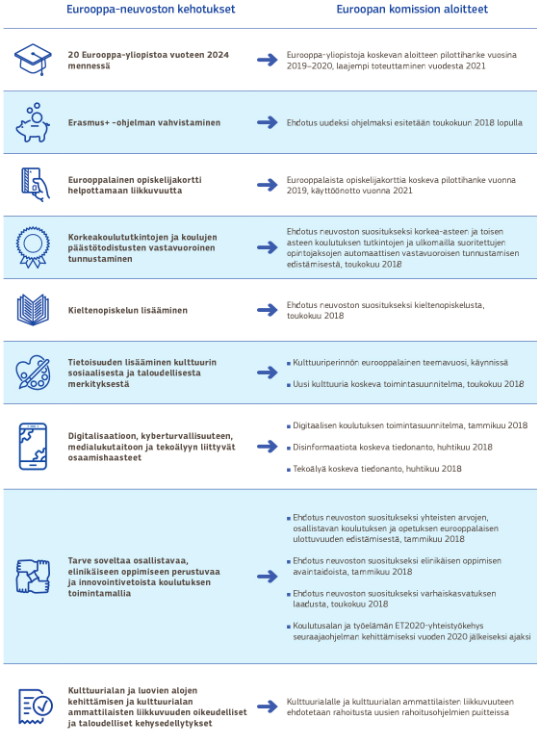 Eurooppa-neuvoston kehotukset
Euroopan komission aloitteet
20 Eurooppa-yliopistoa vuoteen 2024
mennessä
Eurooppa-yliopistoja koskevan aloitteen pilottihanke vuosina
2019–2020, laajempi toteuttaminen vuodesta 2021
Erasmus+ -ohjelman vahvistaminen
Ehdotus uudeksi ohjelmaksi esitetään toukokuun 2018 lopulla
Eurooppalainen opiskelijakortti
helpottamaan liikkuvuutta
Eurooppalaista opiskelijakorttia koskeva pilottihanke vuonna
2019, käyttöönotto vuonna 2021
Korkeakoulututkintojen ja koulujen
päästötodistusten vastavuoroinen
tunnustaminen
Ehdotus neuvoston suositukseksi korkea-asteen ja toisen
asteen koulutuksen tutkintojen ja ulkomailla suoritettujen
opintojaksojen automaattisen vastavuoroisen tunnustamisen
edistämisestä, toukokuu 2018
Kieltenopiskelun lisääminen
Ehdotus neuvoston suositukseksi kieltenopiskelusta,
toukokuu 2018
Tietoisuuden lisääminen kulttuurin
sosiaalisesta ja taloudellisesta
merkityksestä
▪ Kulttuuriperinnön eurooppalainen teemavuosi, käynnissä
▪ Uusi kulttuuria koskeva toimintasuunnitelma, toukokuu 2018
Digitalisaatioon, kyberturvallisuuteen,
medialukutaitoon ja tekoälyyn liittyvät
osaamishaasteet
▪ Digitaalisen koulutuksen toimintasuunnitelma, tammikuu 2018
▪ Disinformaatiota koskeva tiedonanto, huhtikuu 2018
▪ Tekoälyä koskeva tiedonanto, huhtikuu 2018
Tarve soveltaa osallistavaa,
elinikäiseen oppimiseen perustuvaa
ja innovointivetoista koulutuksen
toimintamallia
▪ Ehdotus neuvoston suositukseksi yhteisten arvojen,
osallistavan koulutuksen ja opetuksen eurooppalaisen
ulottuvuuden edistämisestä, tammikuu 2018
▪ Ehdotus neuvoston suositukseksi elinikäisen oppimisen
avaintaidoista, tammikuu 2018
▪ Ehdotus neuvoston suositukseksi varhaiskasvatuksen
laadusta, toukokuu 2018
▪ Koulutusalan ja työelämän ET2020-yhteistyökehys
seuraajaohjelman kehittämiseksi vuoden 2020 jälkeiseksi ajaksi
Kulttuurialan ja luovien alojen
kehittämisen ja kulttuurialan
ammattilaisten liikkuvuuden oikeudelliset
ja taloudelliset kehysedellytykset
Kulttuurialalle ja kulttuurialan ammattilaisten liikkuvuuteen
ehdotetaan rahoitusta uusien rahoitusohjelmien puitteissa